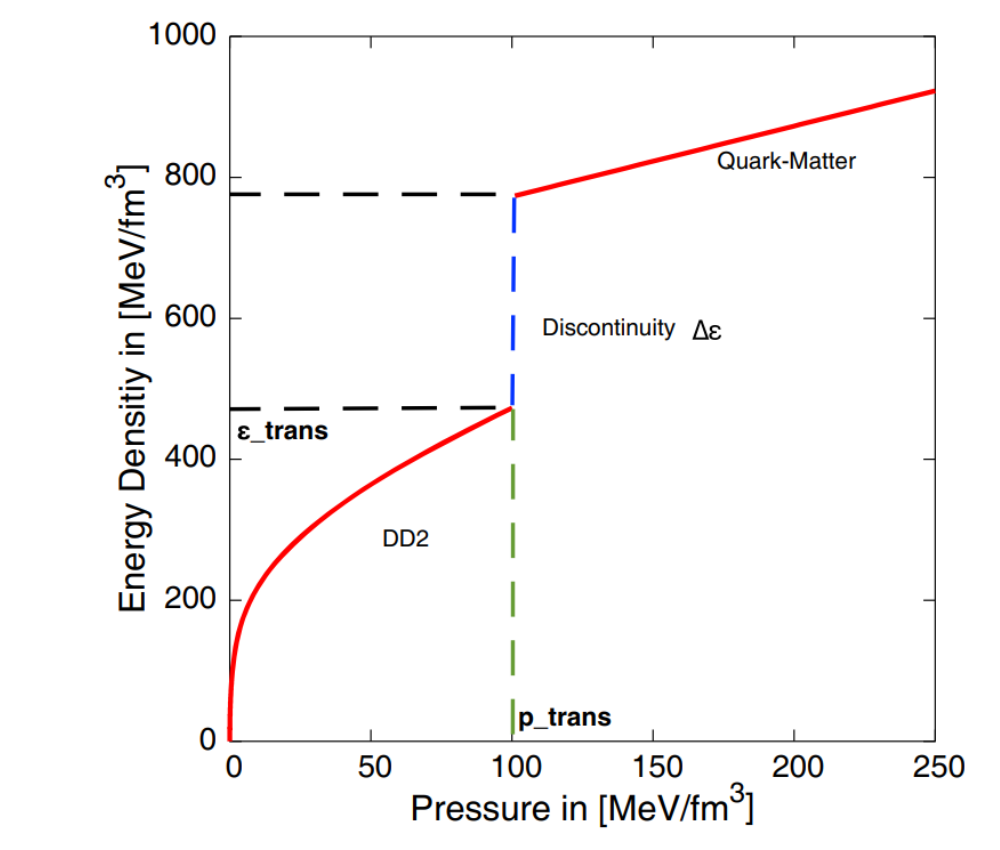 1000
800
600
400
200
0
Energy Densitiy in [MeV/fm³]
Quark-Matter
Discontinuity Δε
ε_trans
DD2
p_trans
0 50 100 150 200 250
Pressure in [MeV/fm³]